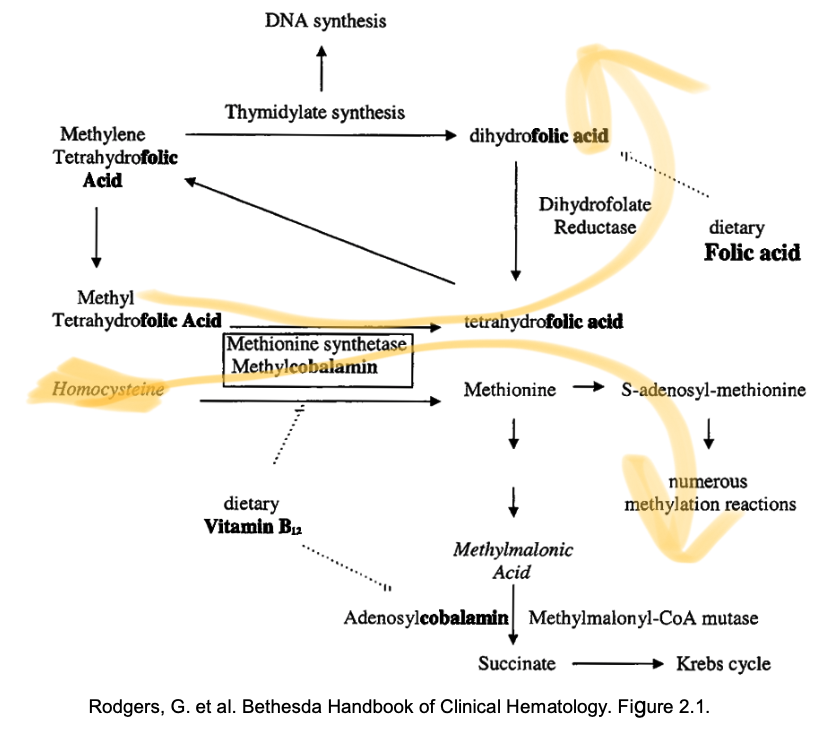 DNA synthesis
Thymidylate synthesis
Methylene
Tetrahydrofolic
Acid
dihydrofolic acid
Dihydrofolate
Reductase
dietary
Folic acid
Methyl
Tetrahydrofolic Acid
tetrahydrofolic acid
Methionine synthetase
Methylcobalamin
Homocysteine
Methionine
S-adenosyl-methionine
numerous
methylation reactions
dietary
Vitamin B12
Methylmalonic
Acid
Adenosylcobalamin
Methylmalonyl-CoA mutase
Succinate
Krebs cycle
Rodgers, G. et al. Bethesda Handbook of Clinical Hematology. Figure 2.1.